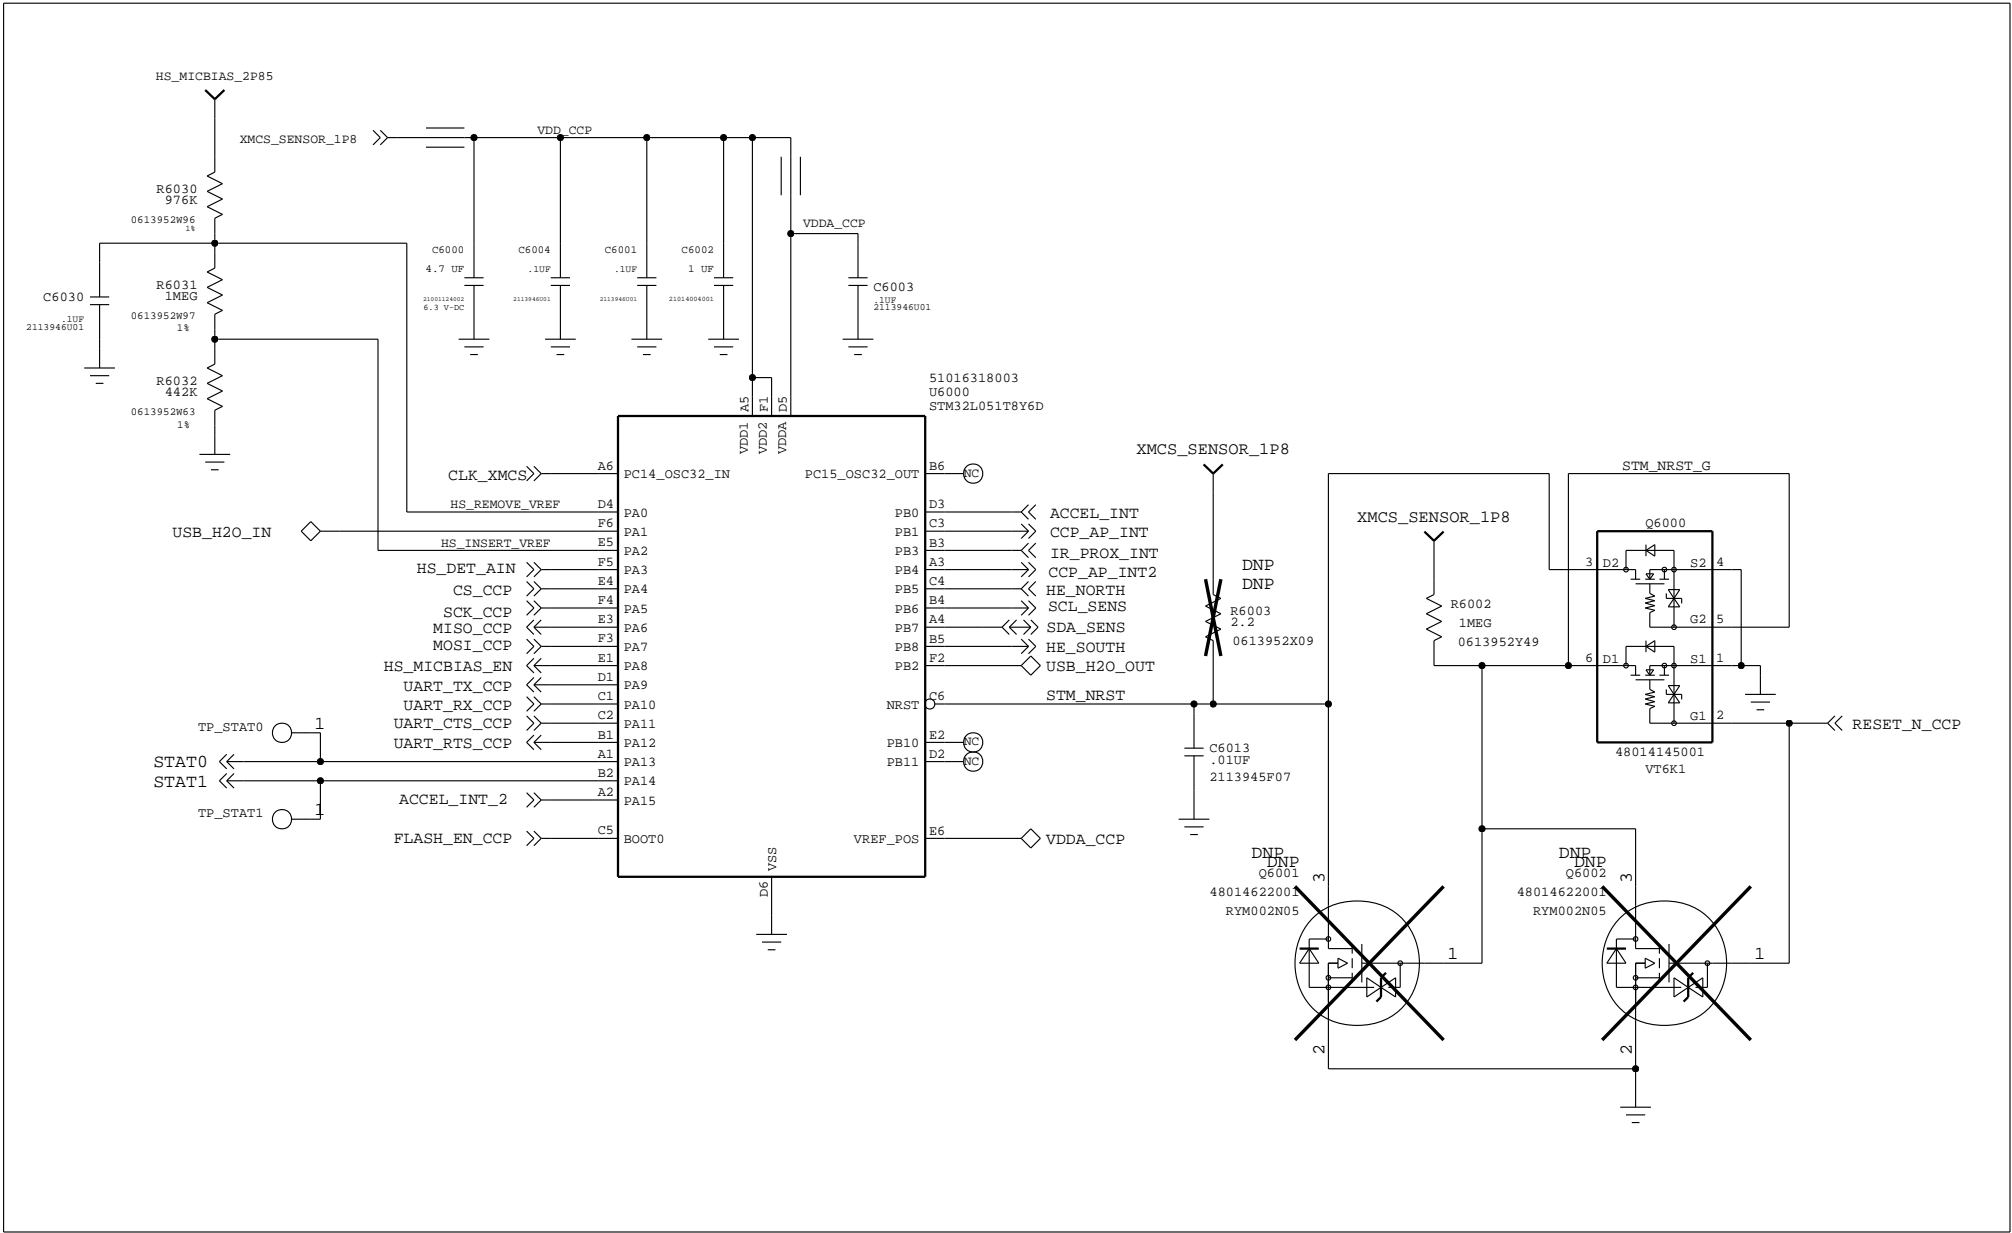 HS_MICBIAS_2P85
XMCS_SENSOR_1P8
VDD_CCP
R6030
976K
0613952W96
1%
VDDA_CCP
C6000
4.7 UF
21001124002
6.3 V-DC
C6004
.1UF
2113946U01
C6001
.1UF
2113946U01
C6002
1 UF
21014004001
C6003
.1UF
2113946U01
C6030
.1UF
2113946U01
R6031
1MEG
0613952W97
1%
R6032
442K
0613952W63
1%
51016318003
U6000
STM32L051T8Y6D
A5
F1
D5
VDD1
VDD2
VDDA
CLK_XMCS
A6
PC14_OSC32_IN
PC15_OSC32_OUT
B6
NC
HS_REMOVE_VREF
D4
PA0
PB0
D3
ACCEL_INT
USB_H2O_IN
F6
PA1
PB1
C3
CCP_AP_INT
HS_INSERT_VREF
E5
PA2
PB3
B3
IR_PROX_INT
HS_DET_AIN
F5
PA3
PB4
A3
CCP_AP_INT2
CS_CCP
E4
PA4
PB5
C4
HE_NORTH
SCK_CCP
F4
PA5
PB6
B4
SCL_SENS
MISO_CCP
E3
PA6
PB7
A4
SDA_SENS
MOSI_CCP
F3
PA7
PB8
B5
HE_SOUTH
HS_MICBIAS_EN
E1
PA8
PB2
F2
USB_H2O_OUT
UART_TX_CCP
D1
PA9
UART_RX_CCP
C1
PA10
NRST
C6
STM_NRST
UART_CTS_CCP
C2
PA11
UART_RTS_CCP
B1
PA12
PB10
E2
NC
TP_STAT0
1
STAT0
A1
PA13
PB11
D2
NC
STAT1
B2
PA14
TP_STAT1
1
ACCEL_INT_2
A2
PA15
FLASH_EN_CCP
C5
BOOT0
VREF_POS
E6
VDDA_CCP
VSS
D6
XMCS_SENSOR_1P8
DNP
DNP
R6003
2.2
0613952X09
C6013
.01UF
2113945F07
XMCS_SENSOR_1P8
R6002
1MEG
0613952Y49
STM_NRST_G
Q6000
3
D2
S2
4
G2
5
6
D1
S1
1
G1
2
RESET_N_CCP
48014145001
VT6K1
DNP
DNP
Q6001
48014622001
RYM002N05
3
1
2
DNP
DNP
Q6002
48014622001
RYM002N05
3
1
2